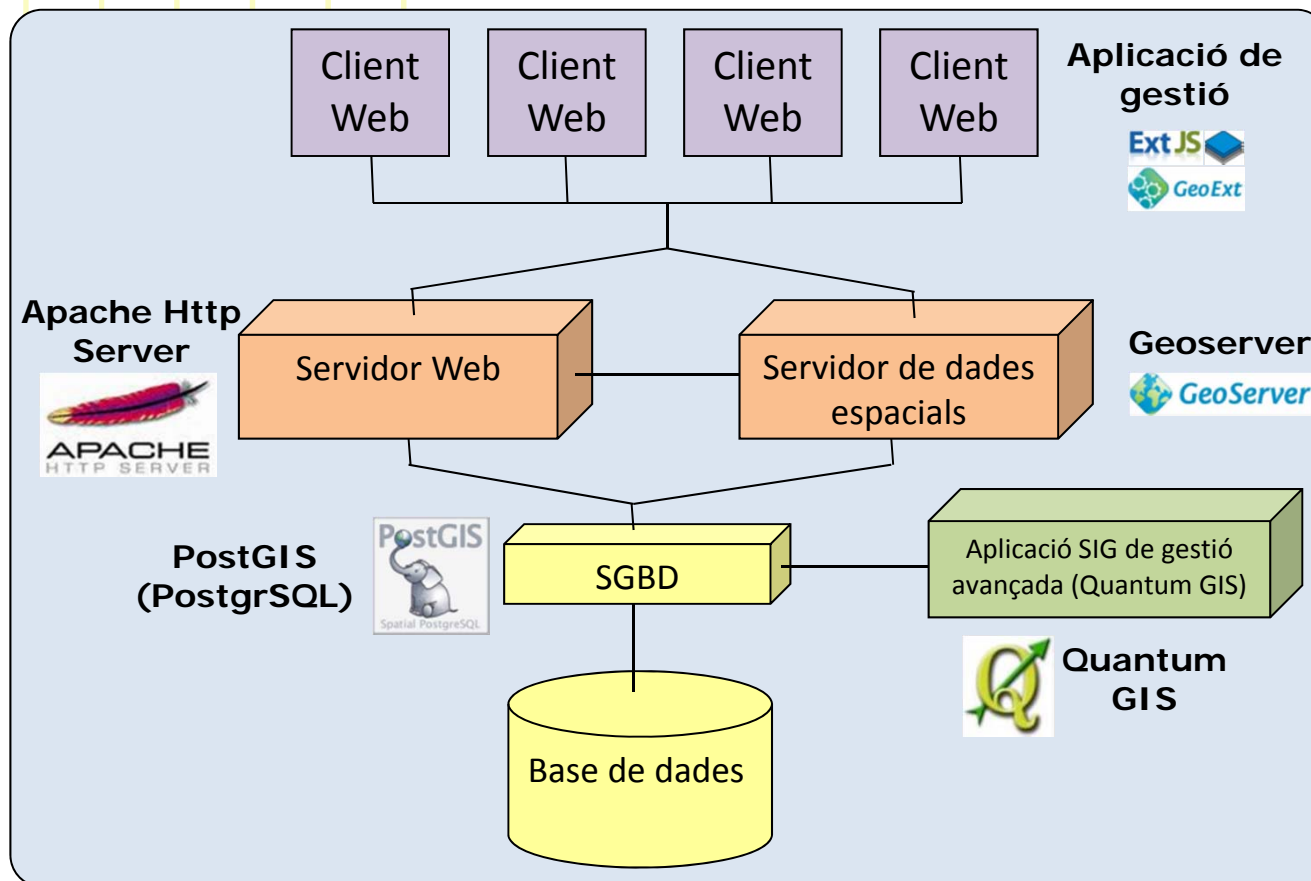 Client
Web
Client
Web
Client
Web
Client
Web
Aplicació de
gestió
Ext JS
GeoExt
Apache Http
Server
APACHE
HTTP SERVER
Servidor Web
Servidor de dades
espacials
Geoserver
GeoServer
PostGIS
(PostgrSQL)
PostGIS
Spatial PostgreSQL
SGBD
Aplicació SIG de gestió
avançada (Quantum GIS)
Quantum
GIS
Base de dades